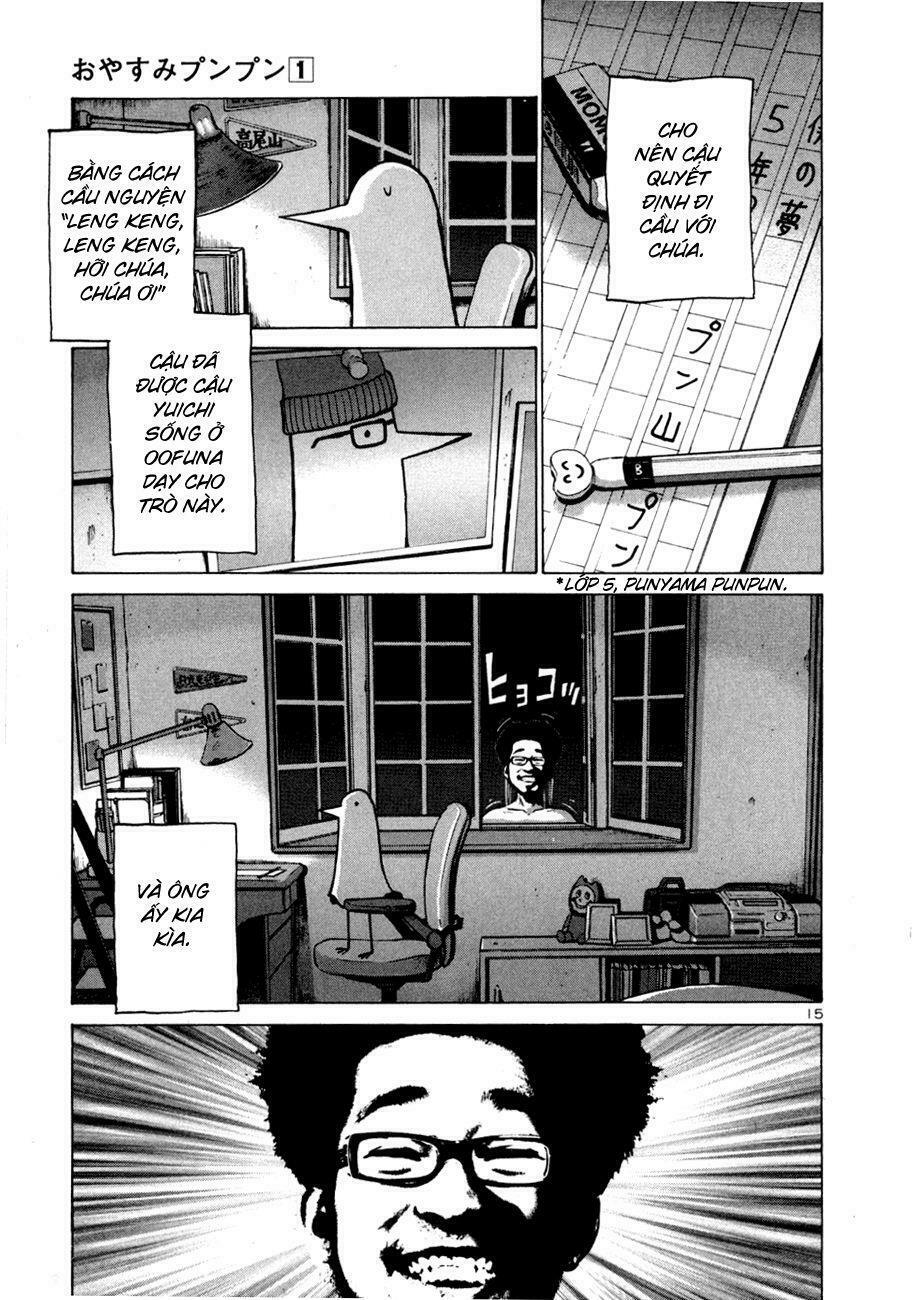 おやすみプンプン1
CHO
NÊN CẬU
QUYẾT
ĐỊNH ĐI
CẦU VỚI
CHÚA.
MOMO
の夢
5年
プン山プンプン
B
*LỚP 5, PUNYAMA PUNPUN.
高尾山
BẰNG CÁCH
CẦU NGUYỆN
“LENG KENG,
LENG KENG,
HỠI CHÚA,
CHÚA ƠI”
CẬU ĐÃ
ĐƯỢC CẬU
YUICHI
SỐNG Ở
OOFUNA
DẠY CHO
TRÒ NÀY.
ヒョコッ
VÀ ÔNG
ẤY KIA
KÌA.
15